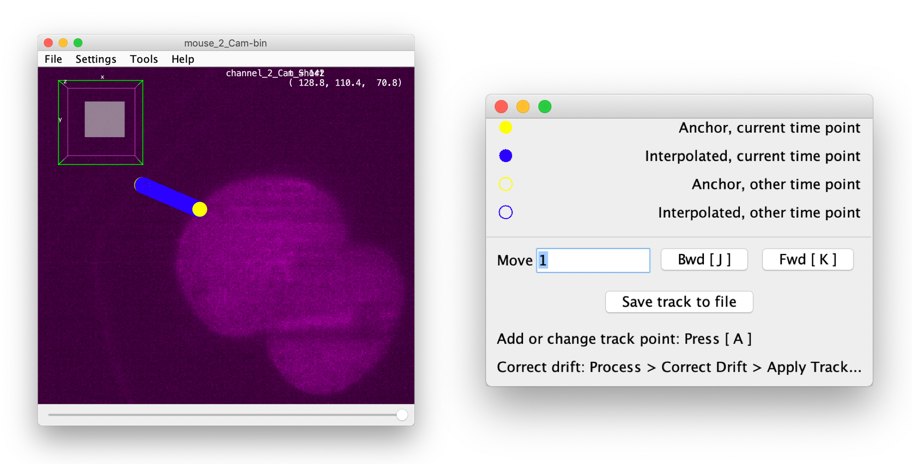 mouse_2_Cam-bin
File Settings Tools Help
channel_2_Cam_Short
( 128.8, 110.4, 70.8)
x
z
Y
Anchor, current time point
Interpolated, current time point
Anchor, other time point
Interpolated, other time point
Move 1 Bwd [ J ] Fwd [ K ]
Save track to file
Add or change track point: Press [ A ]
Correct drift: Process > Correct Drift > Apply Track...